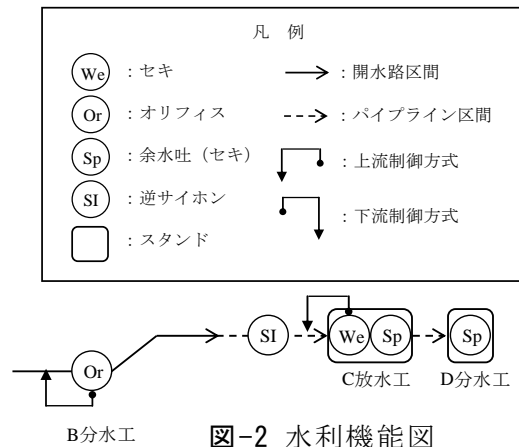 凡 例
We ：セキ
Or ：オリフィス
Sp ：余水吐（セキ）
SI ：逆サイホン
：スタンド
：開水路区間
：パイプライン区間
：上流制御方式
：下流制御方式
Or
SI
We Sp
Sp
B分水工
C放水工
D分水工
図-2 水利機能図